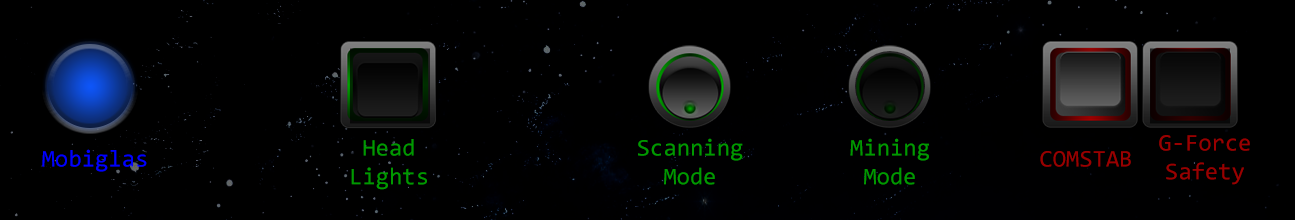 Mobiglas
Head
Lights
Scanning
Mode
Mining
Mode
COMSTAB
G-Force
Safety